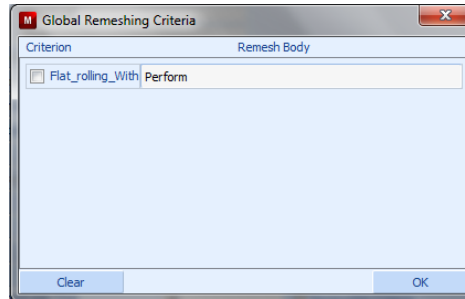 M Global Remeshing Criteria
Criterion Remesh Body
Flat_rolling_With Perform
Clear OK